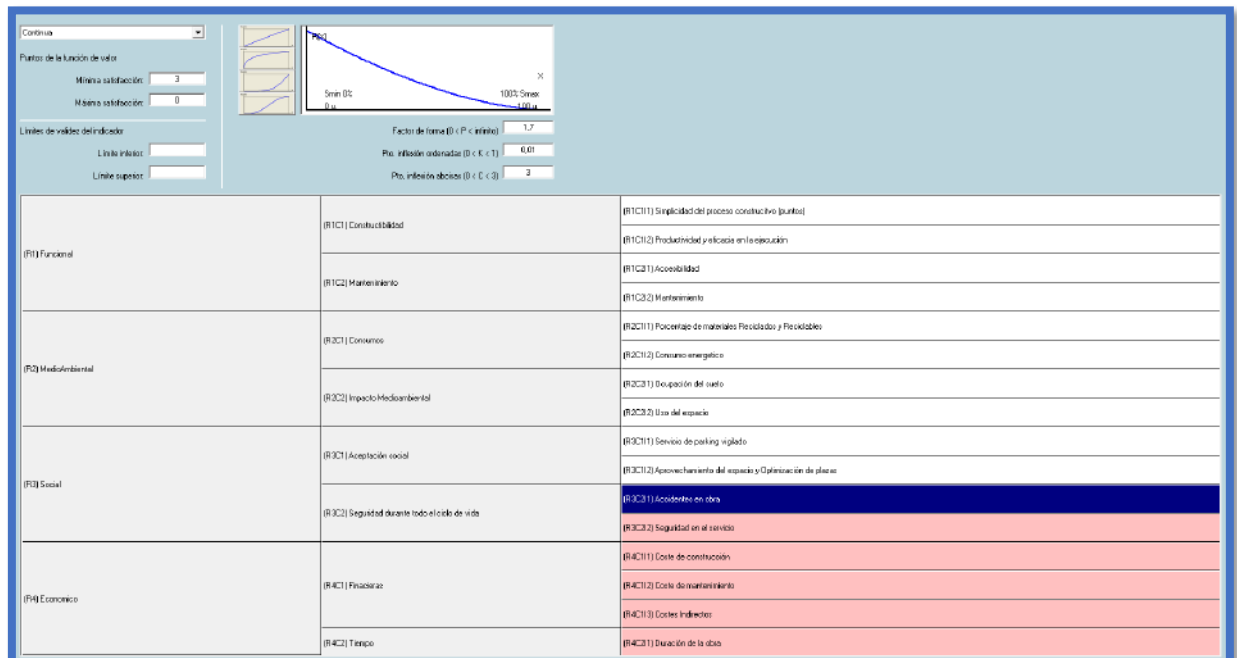 Continua
Puntos de la función de valor
Mínima satisfacción: 3
Máxima satisfacción: 0
Límites de validez del indicador
Límite inferior:
Límite superior:
Smin 0%
100% Smax
0 u.
100 u.
Factor de forma (0 < P < infinito) 1,7
Pto. inflexión ordenadas (0 < K < 1) 0,01
Pto. inflexión abcisas (0 < C < 3) 3
(R1) Funcional
(R1C1) Constructibilidad
(R1C1I1) Simplicidad del proceso constructivo (puntos)
(R1C1I2) Productividad y eficacia en la ejecución
(R1C2) Mantenimiento
(R1C2I1) Accesibilidad
(R1C2I2) Mantenimiento
(R2) MedioAmbiental
(R2C1) Consumos
(R2C1I1) Porcentaje de materiales Reciclados y Reciclables
(R2C1I2) Consumo energético
(R2C2) Impacto Medioambiental
(R2C2I1) Ocupación del suelo
(R2C2I2) Uso del espacio
(R3) Social
(R3C1) Aceptación social
(R3C1I1) Servicio de parking vigilado
(R3C1I2) Aprovechamiento del espacio y Optimización de plazas
(R3C2) Seguridad durante todo el ciclo de vida
(R3C2I1) Accidentes en obra
(R3C2I2) Seguridad en el servicio
(R4) Economico
(R4C1) Finacieras
(R4C1I1) Coste de construcción
(R4C1I2) Coste de mantenimiento
(R4C1I3) Costes Indirectos
(R4C2) Tiempo
(R4C2I1) Duración de la obra